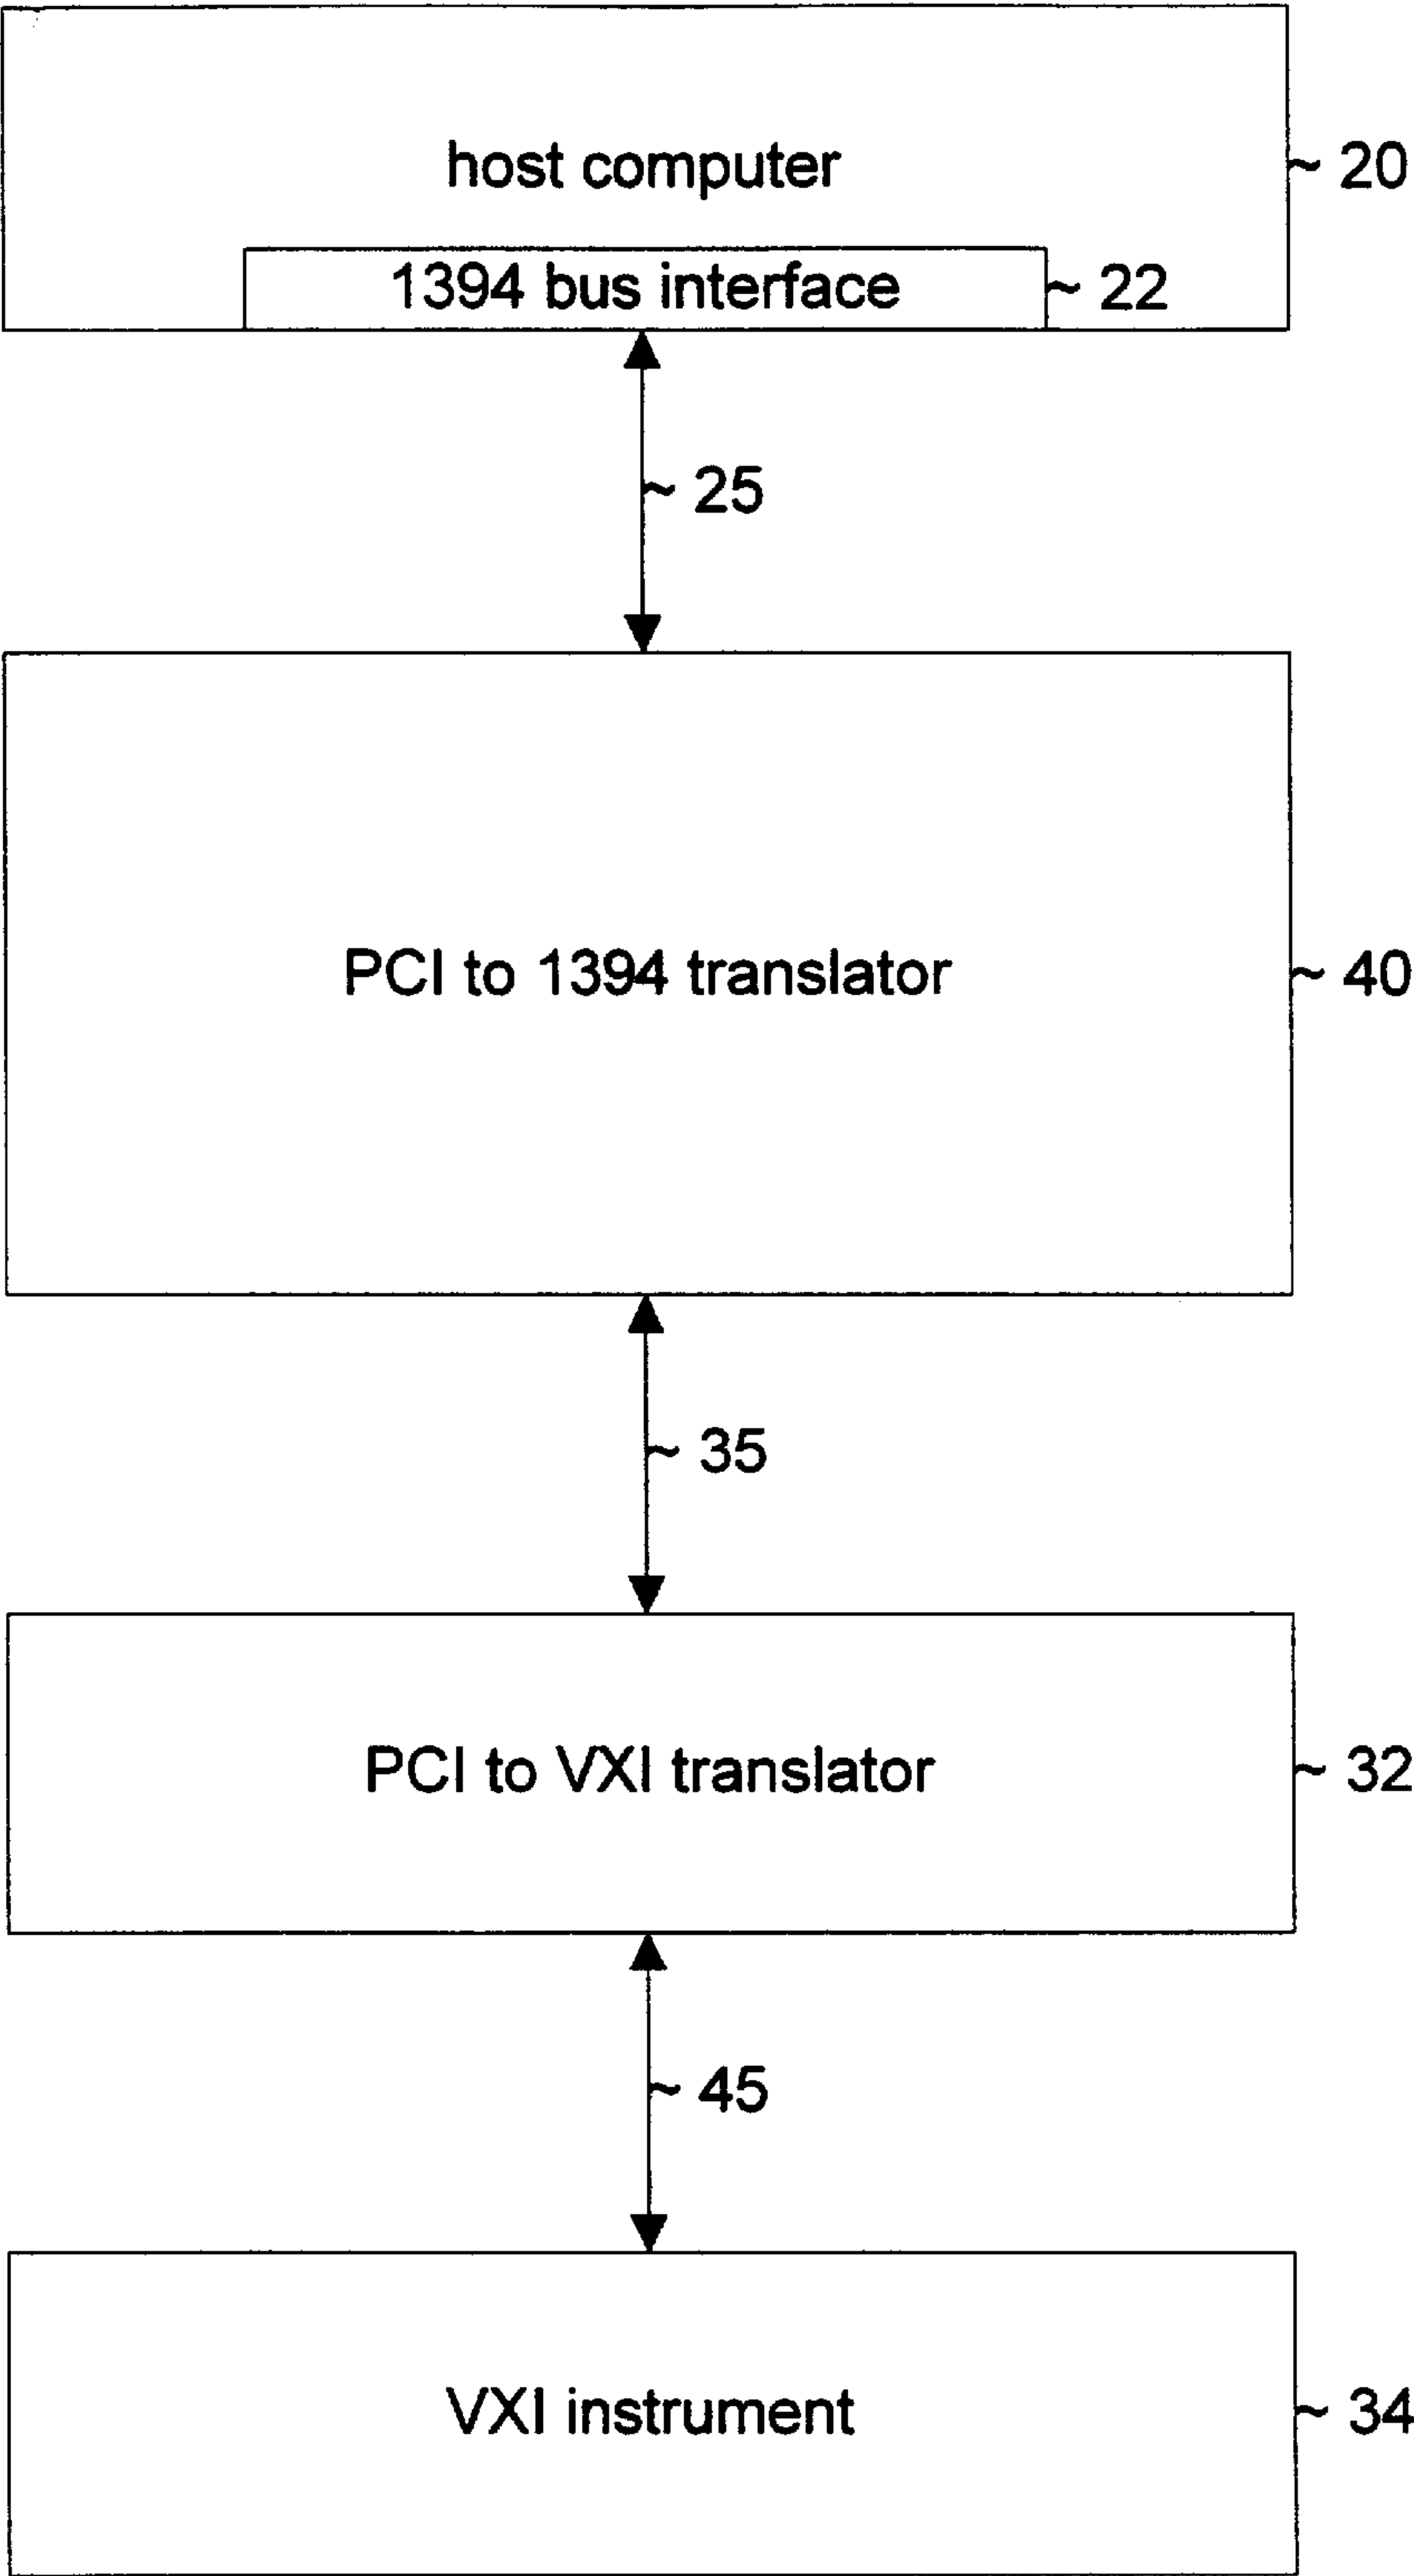 host computer
~ 20
1394 bus interface
~ 22
~ 25
PCI to 1394 translator
~ 40
~ 35
PCI to VXI translator
~ 32
~ 45
VXI instrument
~ 34